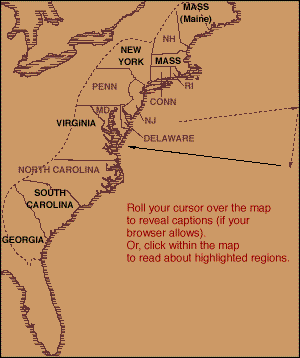 MASS
(Maine)
NH
NEW
YORK
MASS
PENN
RI
CONN
MD
NJ
VIRGINIA
DELAWARE
NORTH CAROLINA
SOUTH
CAROLINA
GEORGIA
Roll your cursor over the map
to reveal captions (if your
browser allows).
Or, click within the map
to read about highlighted regions.